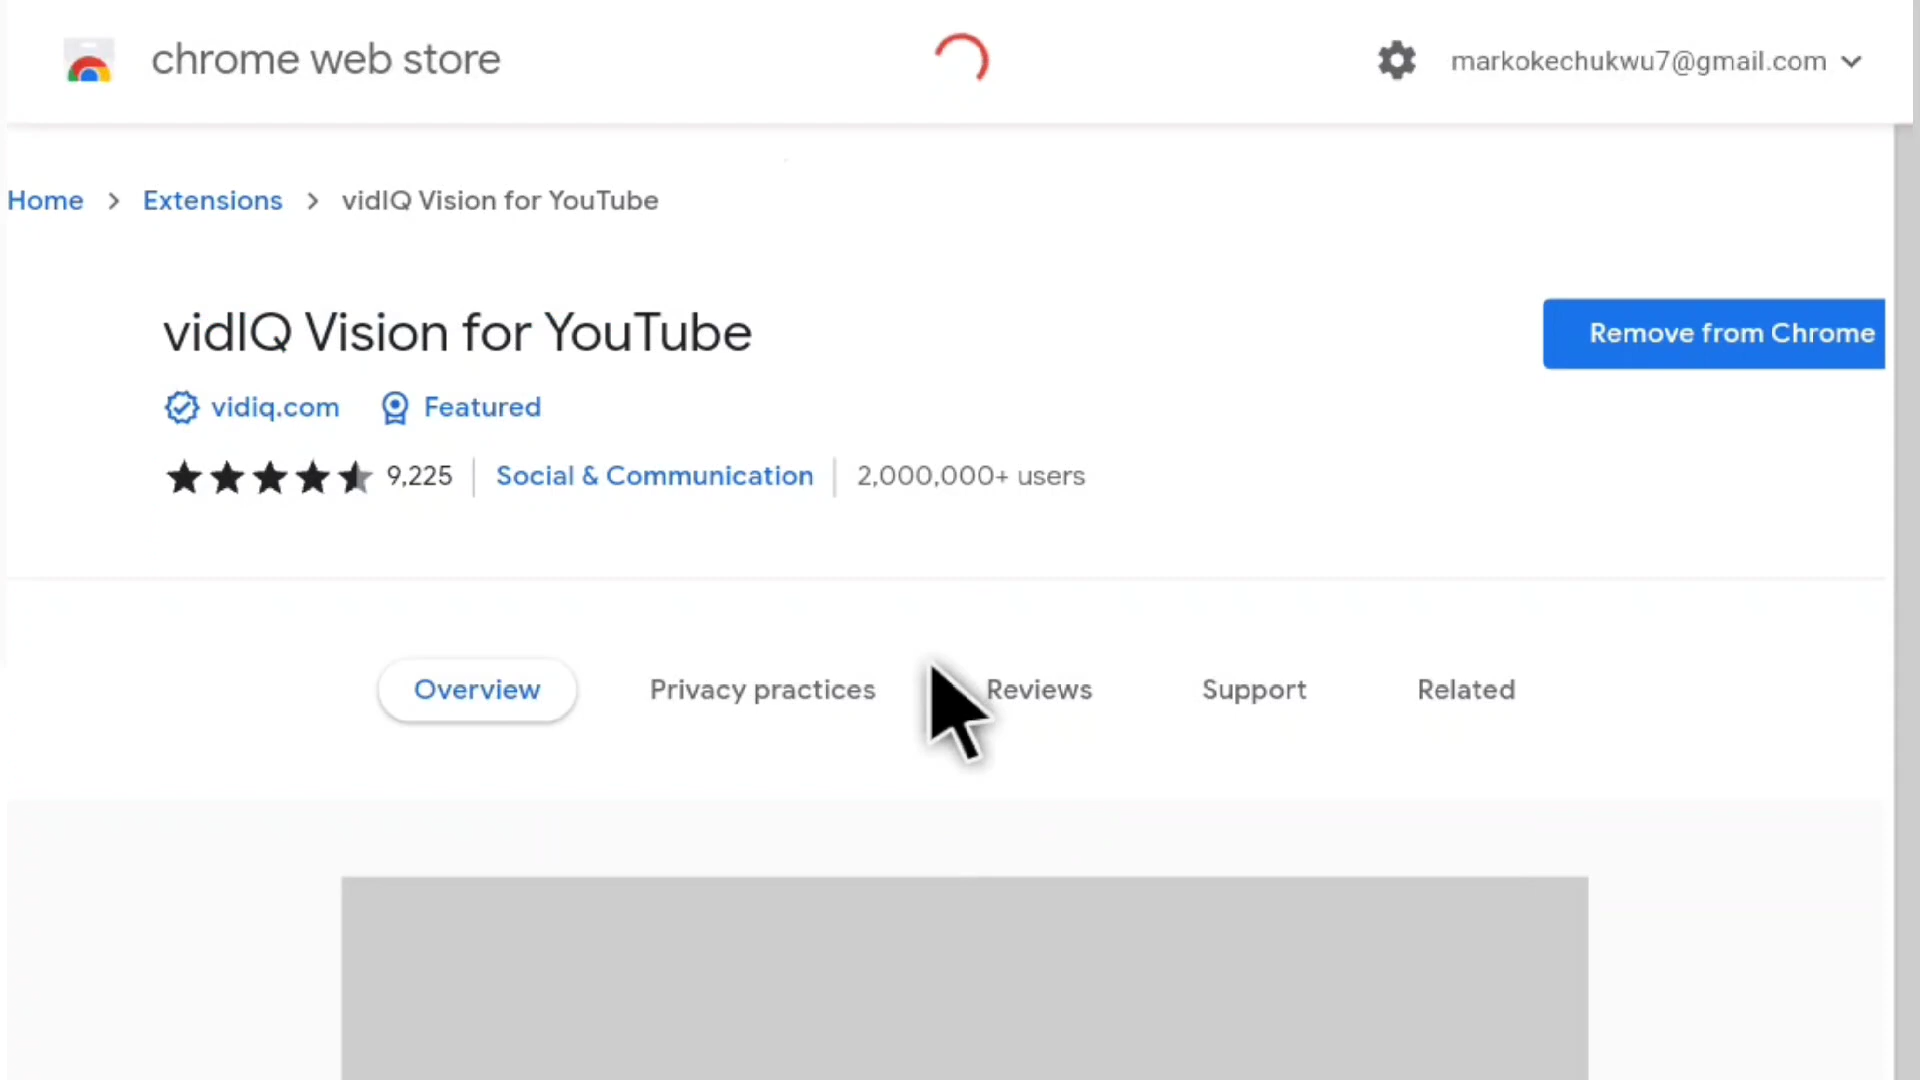 chrome web store
markokechukwu7@gmail.com
Home > Extensions > vidIQ Vision for YouTube
vidIQ Vision for YouTube
Remove from Chrome
vidiq.com Featured
9,225 Social & Communication 2,000,000+ users
Overview Privacy practices Reviews Support Related